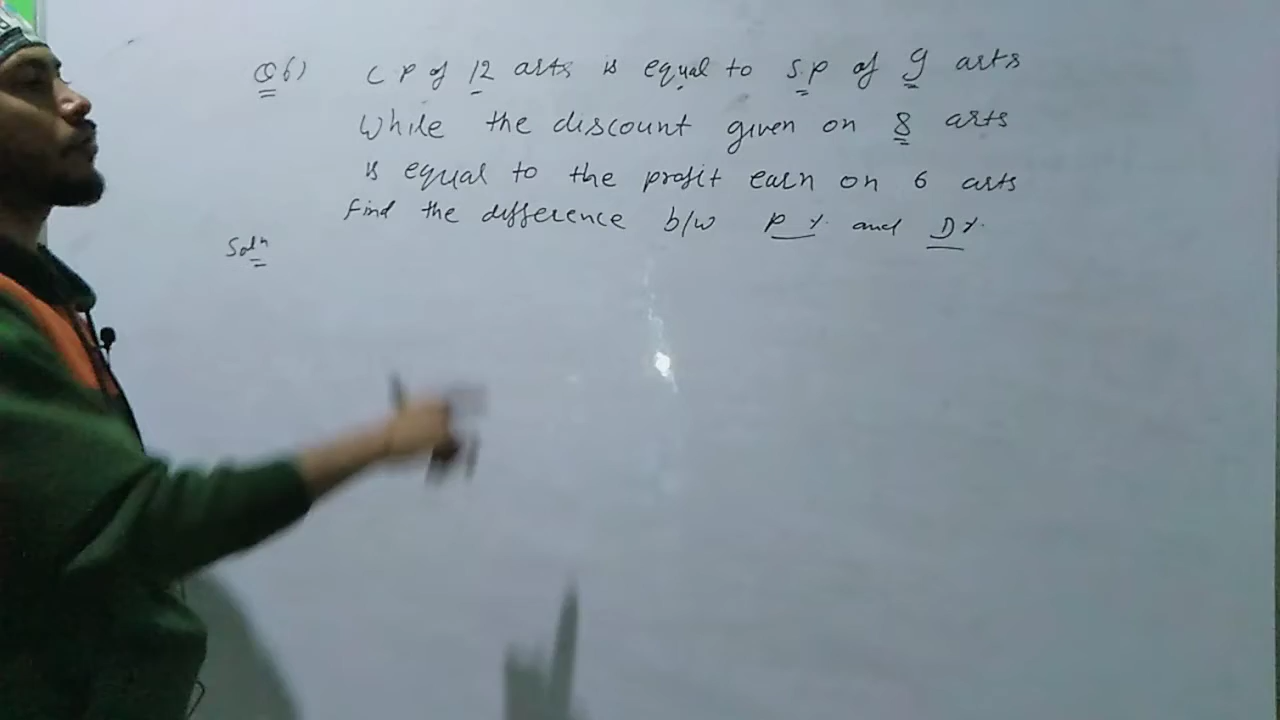 Q6) C P of 12 arts is equal to S.P of 9 arts
While the discount given on 8 arts
is equal to the profit earn on 6 arts
Find the difference b/w P % and D %.
Solⁿ